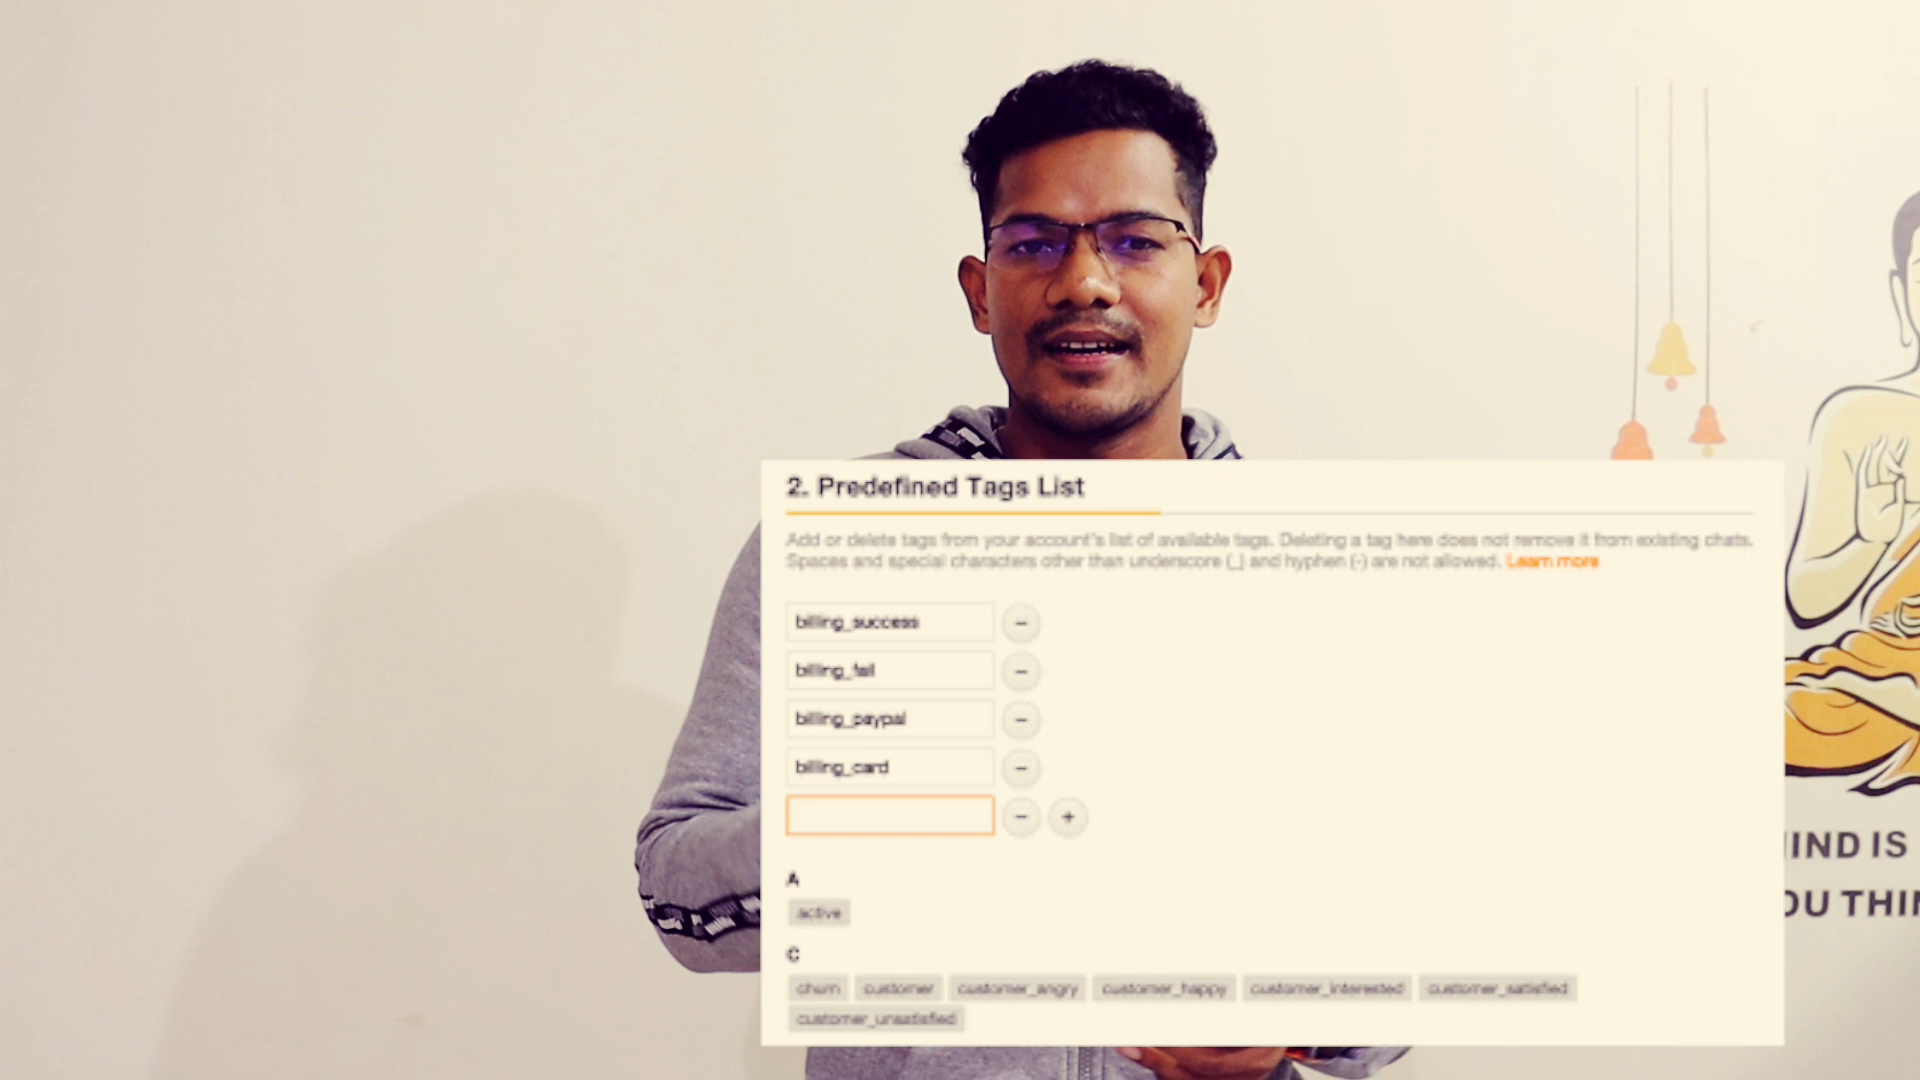 2. Predefined Tags List
Add or delete tags from your account's list of available tags. Deleting a tag here does not remove it from existing chats.
Spaces and special characters other than underscore (_) and hyphen (-) are not allowed. Learn more
billing_success
billing_fail
billing_paypal
billing_card
A
active
C
churn customer customer_angry customer_happy customer_interested customer_satisfied
customer_unsatisfied
IND IS
OU THIN